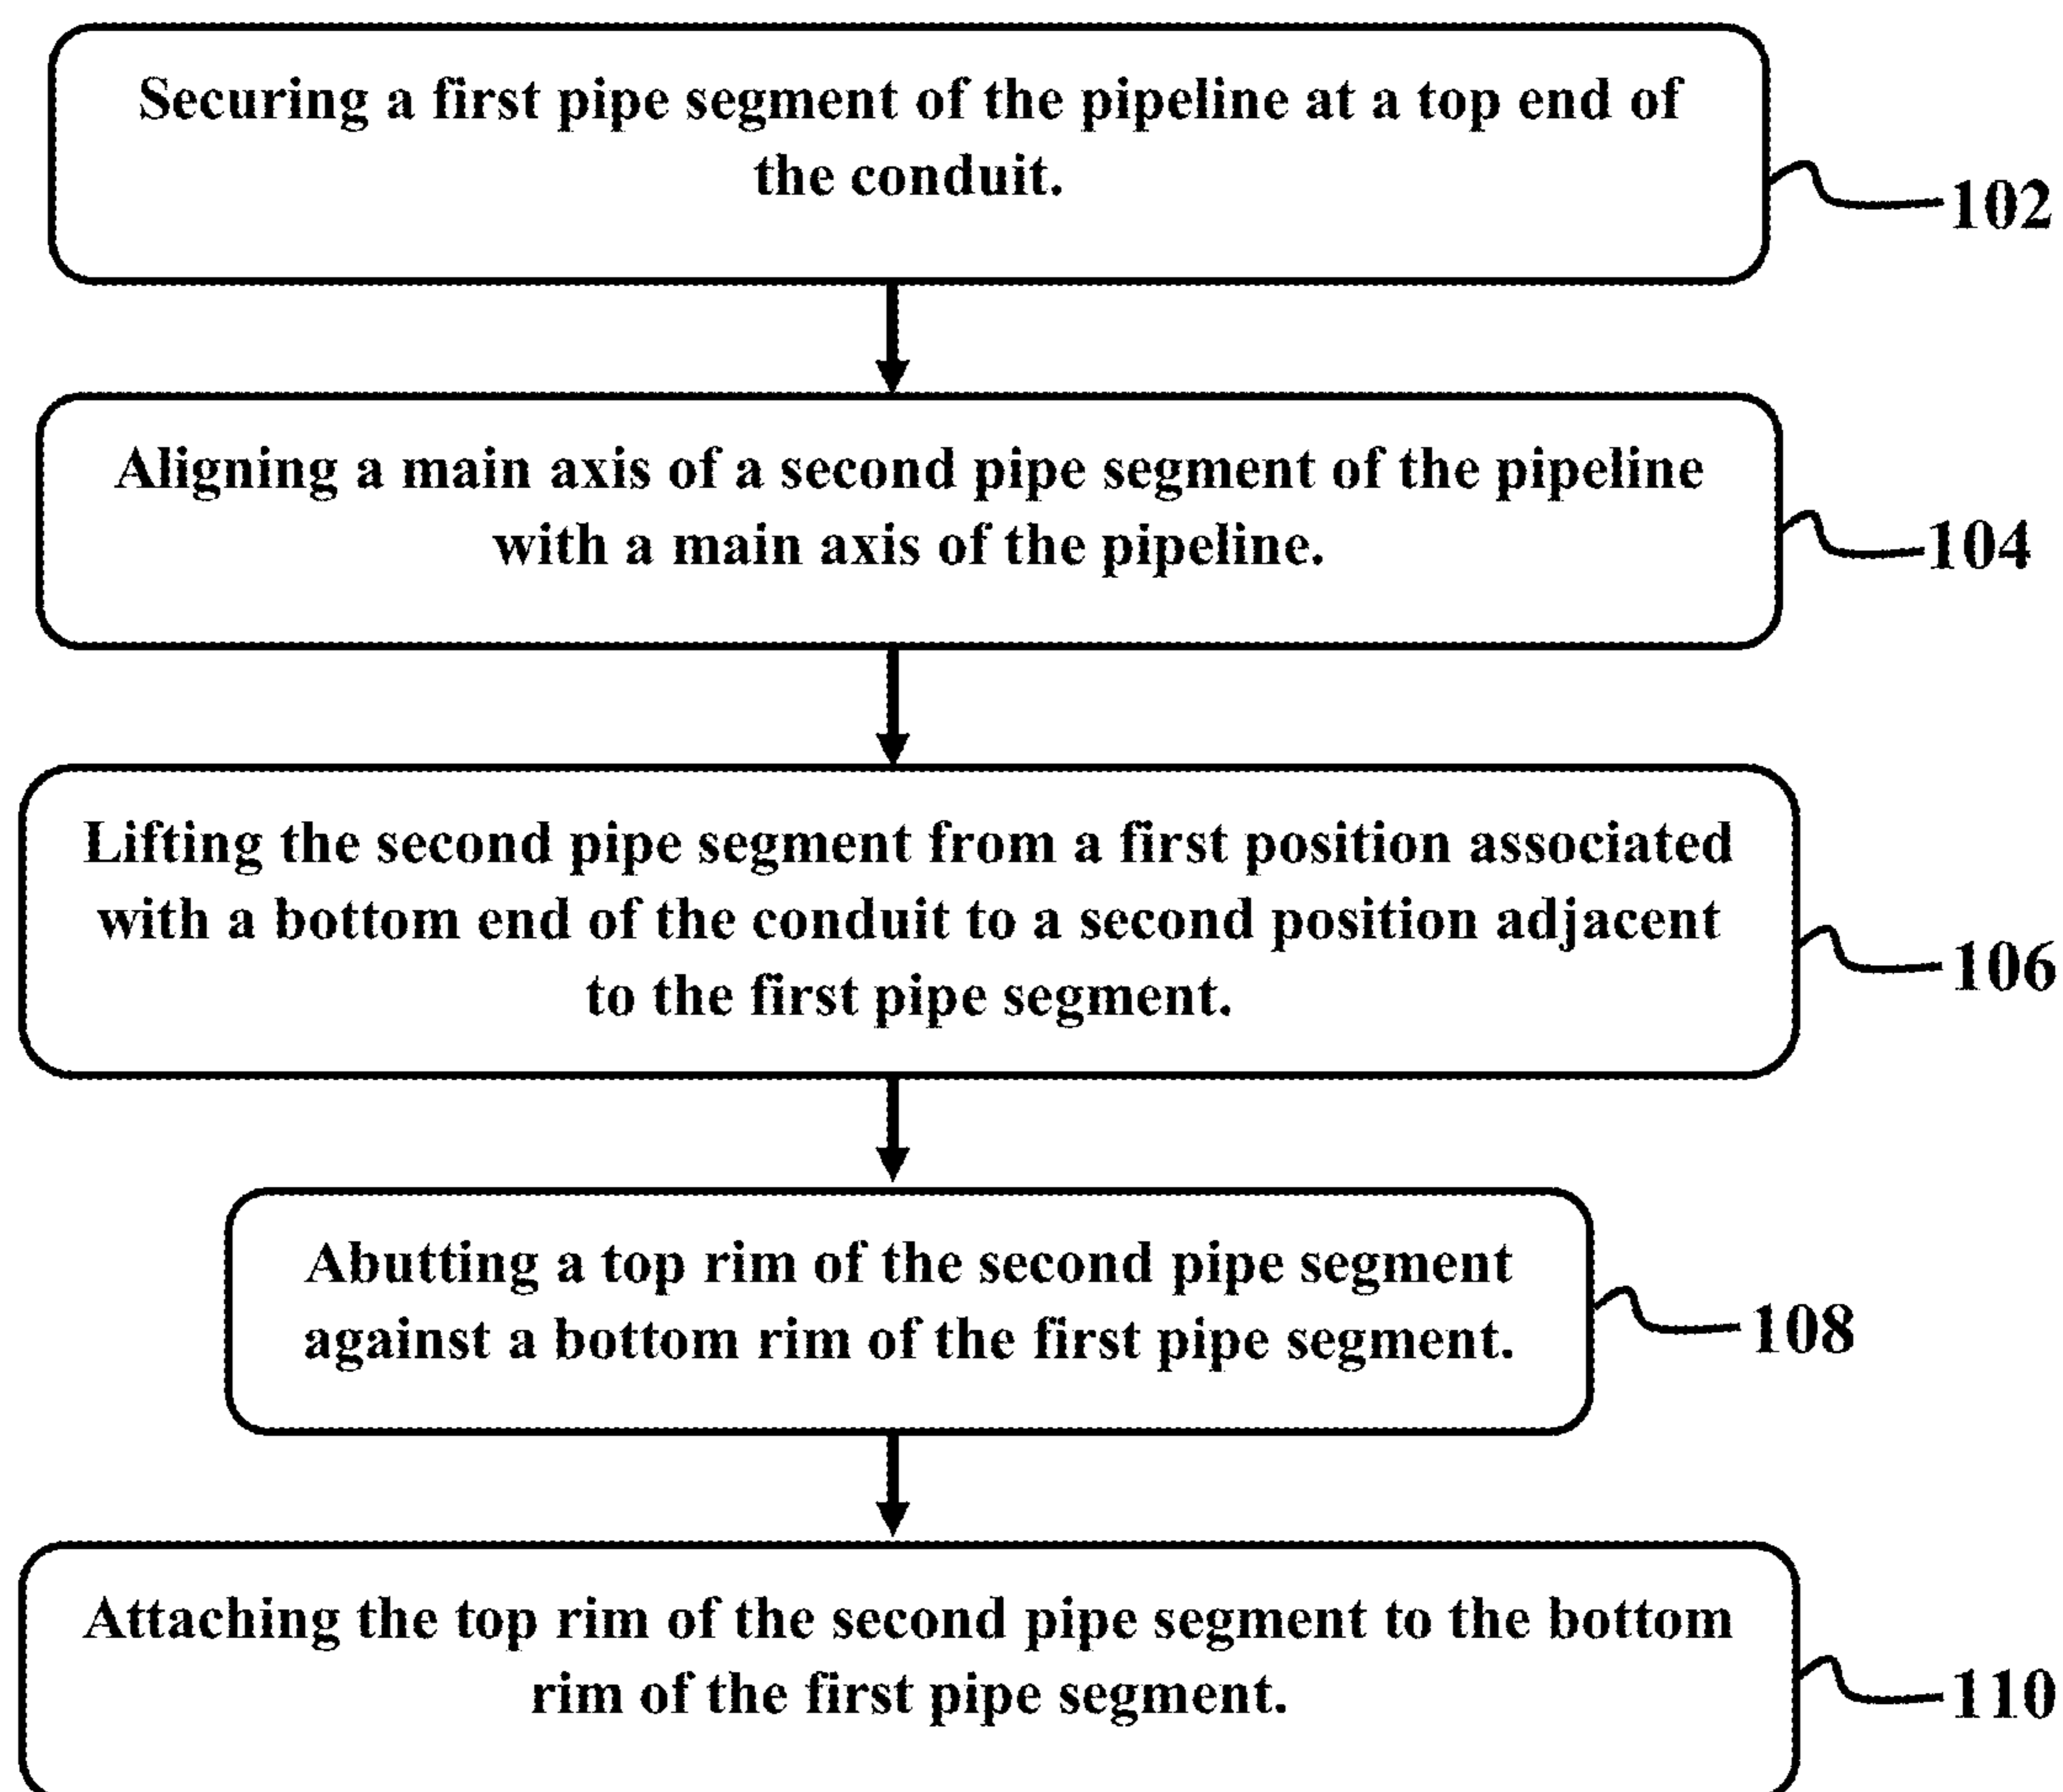 Securing a first pipe segment of the pipeline at a top end of
the conduit.
102
Aligning a main axis of a second pipe segment of the pipeline
with a main axis of the pipeline.
104
Lifting the second pipe segment from a first position associated
with a bottom end of the conduit to a second position adjacent
to the first pipe segment.
106
Abutting a top rim of the second pipe segment
against a bottom rim of the first pipe segment.
108
Attaching the top rim of the second pipe segment to the bottom
rim of the first pipe segment.
110